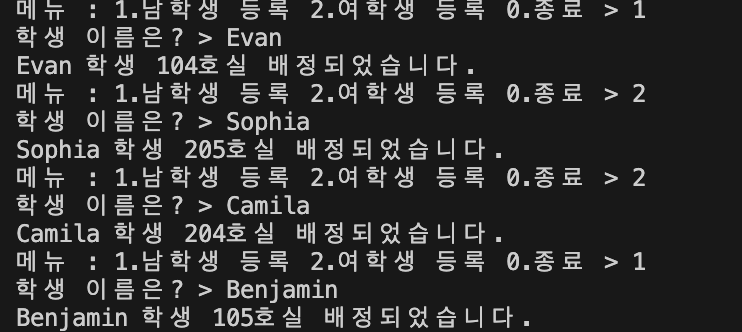 메뉴 : 1.남학생 등록 2.여학생 등록 0.종료 > 1
학생 이름은? > Evan
Evan 학생 104호실 배정되었습니다.
메뉴 : 1.남학생 등록 2.여학생 등록 0.종료 > 2
학생 이름은? > Sophia
Sophia 학생 205호실 배정되었습니다.
메뉴 : 1.남학생 등록 2.여학생 등록 0.종료 > 2
학생 이름은? > Camila
Camila 학생 204호실 배정되었습니다.
메뉴 : 1.남학생 등록 2.여학생 등록 0.종료 > 1
학생 이름은? > Benjamin
Benjamin 학생 105호실 배정되었습니다.